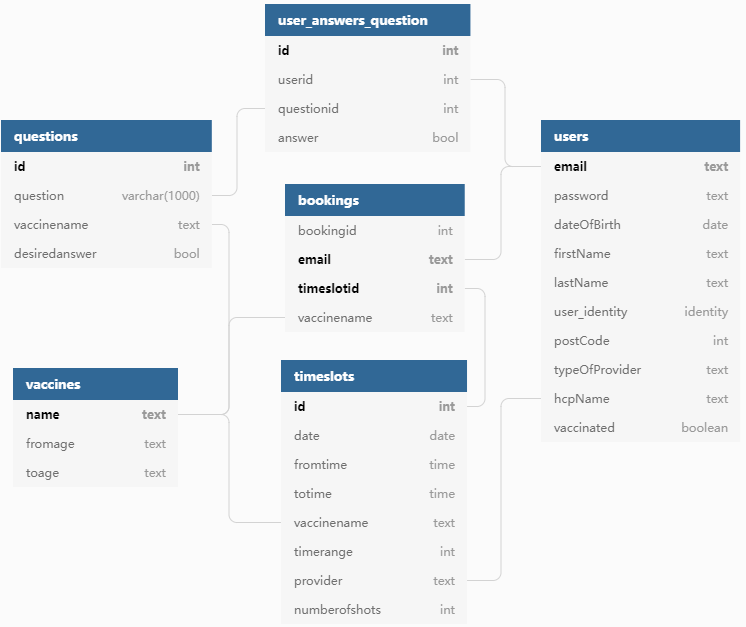 user_answers_question
id int
userid int
questionid int
answer bool
questions
id int
question varchar(1000)
vaccinename text
desiredanswer bool
users
email text
password text
dateOfBirth date
firstName text
lastName text
user_identity identity
postCode int
typeOfProvider text
hcpName text
vaccinated boolean
bookings
bookingid int
email text
timeslotid int
vaccinename text
vaccines
name text
fromage text
toage text
timeslots
id int
date date
fromtime time
totime time
vaccinename text
timerange int
provider text
numberofshots int